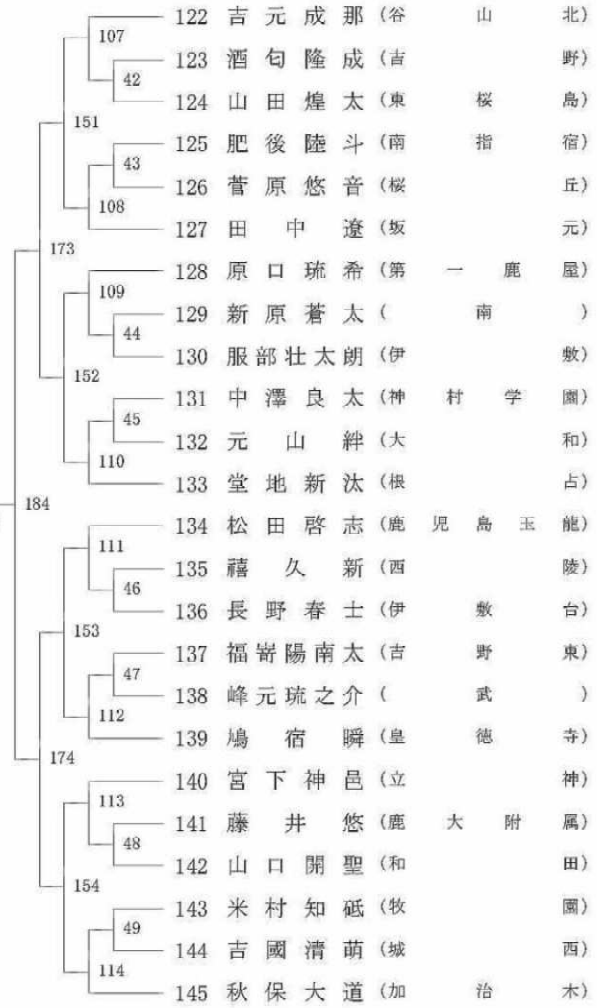 107
42
151
43
108
173
109
44
152
45
110
184
111
46
153
47
112
174
113
48
154
49
114
122 吉元成那 (谷山北)
123 酒匂隆成 (吉野)
124 山田煌太 (東桜島)
125 肥後陸斗 (南指宿)
126 菅原悠音 (桜丘)
127 田中遼 (坂元)
128 原口琉希 (第一鹿屋)
129 新原蒼太 (南)
130 服部壮太朗 (伊敷)
131 中澤良太 (神村学園)
132 元山絆 (大和)
133 堂地新汰 (根占)
134 松田啓志 (鹿児島玉龍)
135 禧久新 (西陵)
136 長野春士 (伊敷台)
137 福嵜陽南太 (吉野東)
138 峰元琉之介 (武)
139 鳩宿瞬 (皇徳寺)
140 宮下神邑 (立神)
141 藤井悠 (鹿大附属)
142 山口開聖 (和田)
143 米村知砥 (牧園)
144 吉國清萌 (城西)
145 秋保大道 (加治木)